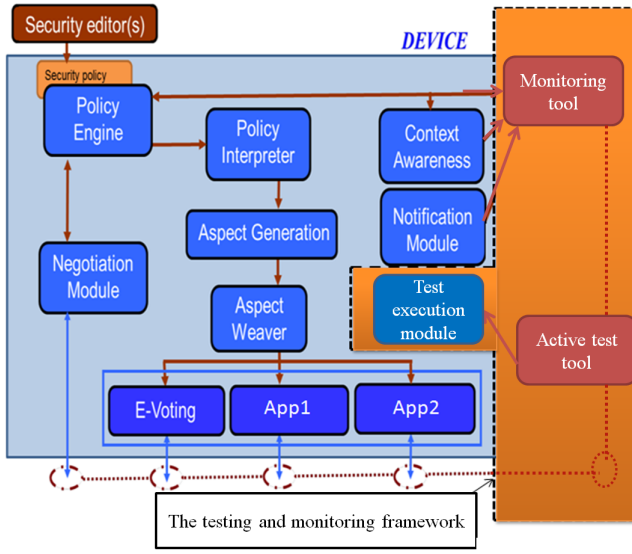 Security editor(s)
DEVICE
Security policy
Policy
Engine
Policy
Interpreter
Context
Awareness
Monitoring
tool
Aspect Generation
Notification
Module
Negotiation
Module
Aspect
Weaver
Test
execution
module
Active test
tool
E-Voting
App1
App2
The testing and monitoring framework